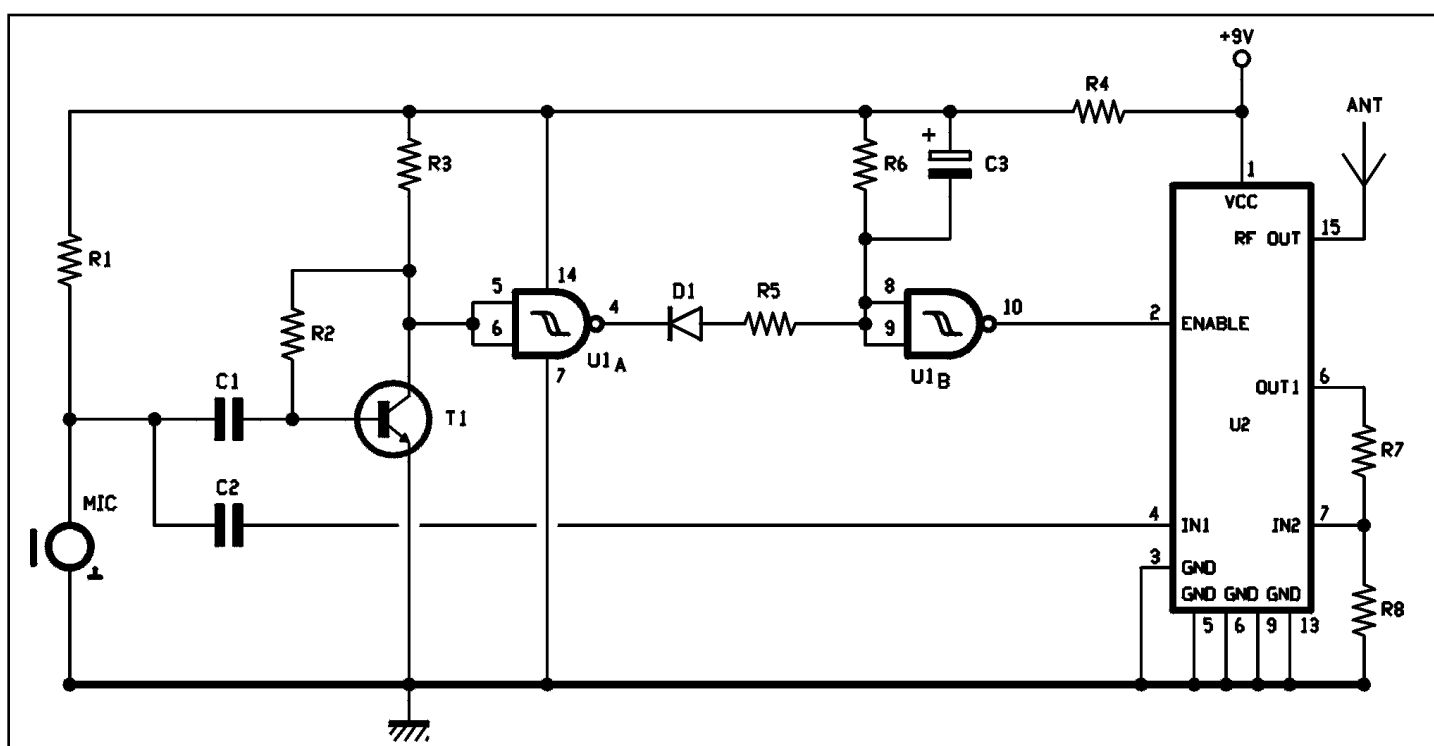 +9V
R4
ANT
R3
R6
+
C3
1
VCC
RF OUT
15
R1
14
5
6
4
D1
R5
8
9
10
2
ENABLE
R2
U1A
7
U1B
C1
T1
OUT1
6
U2
R7
C2
MIC
4
IN1
IN2
7
3
GND
GND GND GND
R8
5
6
9
13